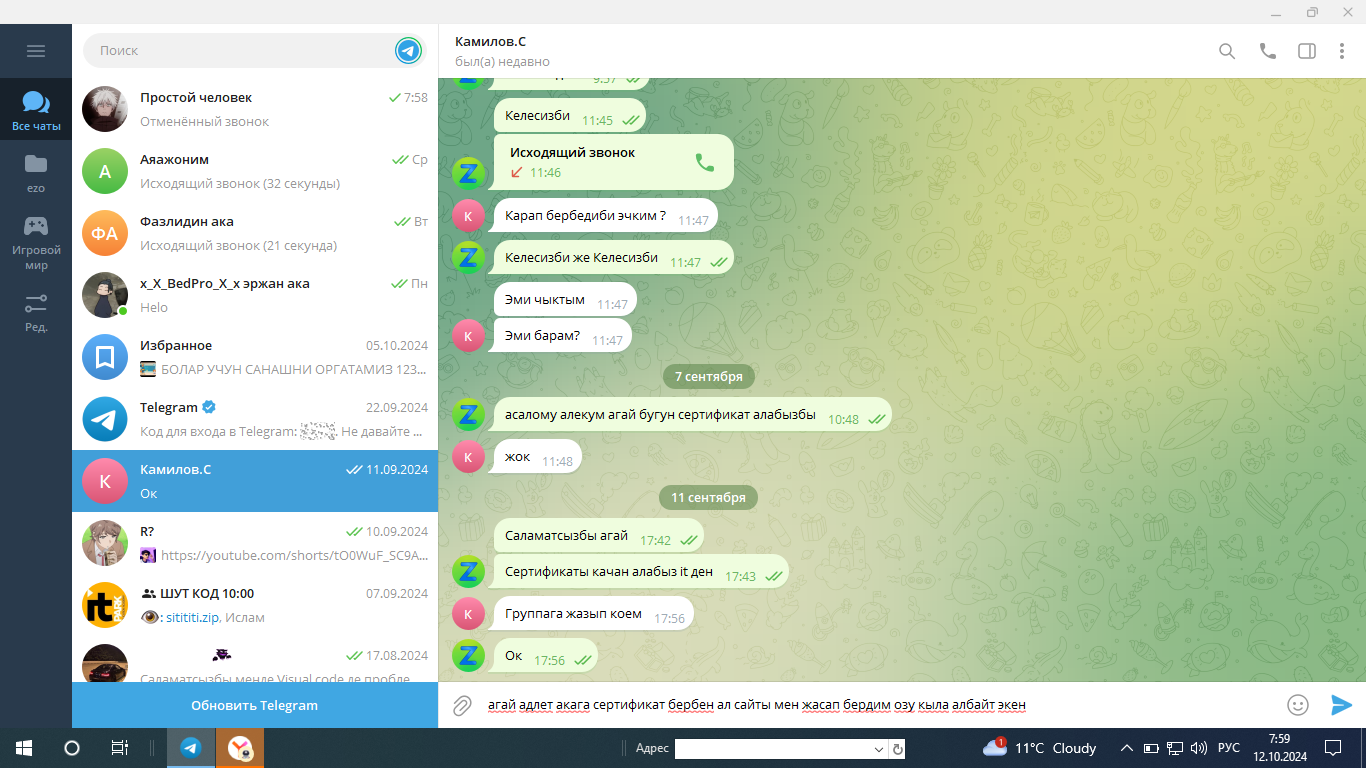 Поиск
Все чаты
ezo
Игровой
мир
Ред.
Простой человек
7:58
Отменённый звонок
А
Аяажоним
Ср
Исходящий звонок (32 секунды)
ФА
Фазлидин ака
Вт
Исходящий звонок (21 секунда)
x_X_BedPro_X_x эржан ака
Пн
Helo
Избранное
05.10.2024
БОЛАР УЧУН САНАШНИ ОРГАТАМИЗ 123...
Telegram
22.09.2024
Код для входа в Telegram: . Не давайте ...
К
Камилов.С
11.09.2024
Ок
R?
10.09.2024
https://youtube.com/shorts/tO0WuF_SC9A...
ШУТ КОД 10:00
07.09.2024
: sitititi.zip, Ислам
17.08.2024
Саламатсызбы менде Visual code де пробле
Обновить Telegram
Камилов.С
был(а) недавно
9:57
Келесизби 11:45
Исходящий звонок
11:46
К
Карап бербедиби эчким ? 11:47
Z
Келесизби же Келесизби 11:47
Эми чыктым 11:47
К
Эми барам? 11:47
7 сентября
Z
асалому алекум агай бугун сертификат алабызбы 10:48
К
жок 11:48
11 сентября
Саламатсызбы агай 17:42
Z
Сертификаты качан алабыз it ден 17:43
К
Группага жазып коем 17:56
Z
Ок 17:56
агай адлет акага сертификат бербен ал сайты мен жасап бердим озу кыла албайт экен
Адрес
1
11°C Cloudy
РУС
7:59
12.10.2024